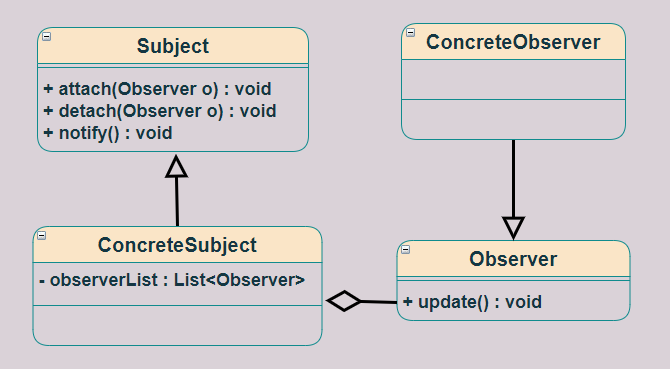 Subject
+ attach(Observer o) : void
+ detach(Observer o) : void
+ notify() : void
ConcreteObserver
ConcreteSubject
- observerList : List<Observer>
Observer
+ update() : void